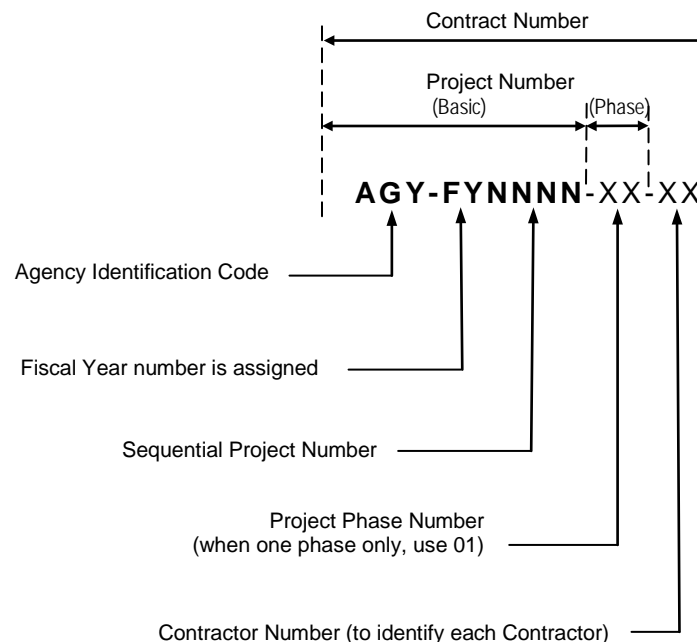 Contract Number
Project Number
(Basic) (Phase)
AGY-FYNNNN-XX-XX
Agency Identification Code
Fiscal Year number is assigned
Sequential Project Number
Project Phase Number
(when one phase only, use 01)
Contractor Number (to identify each Contractor)